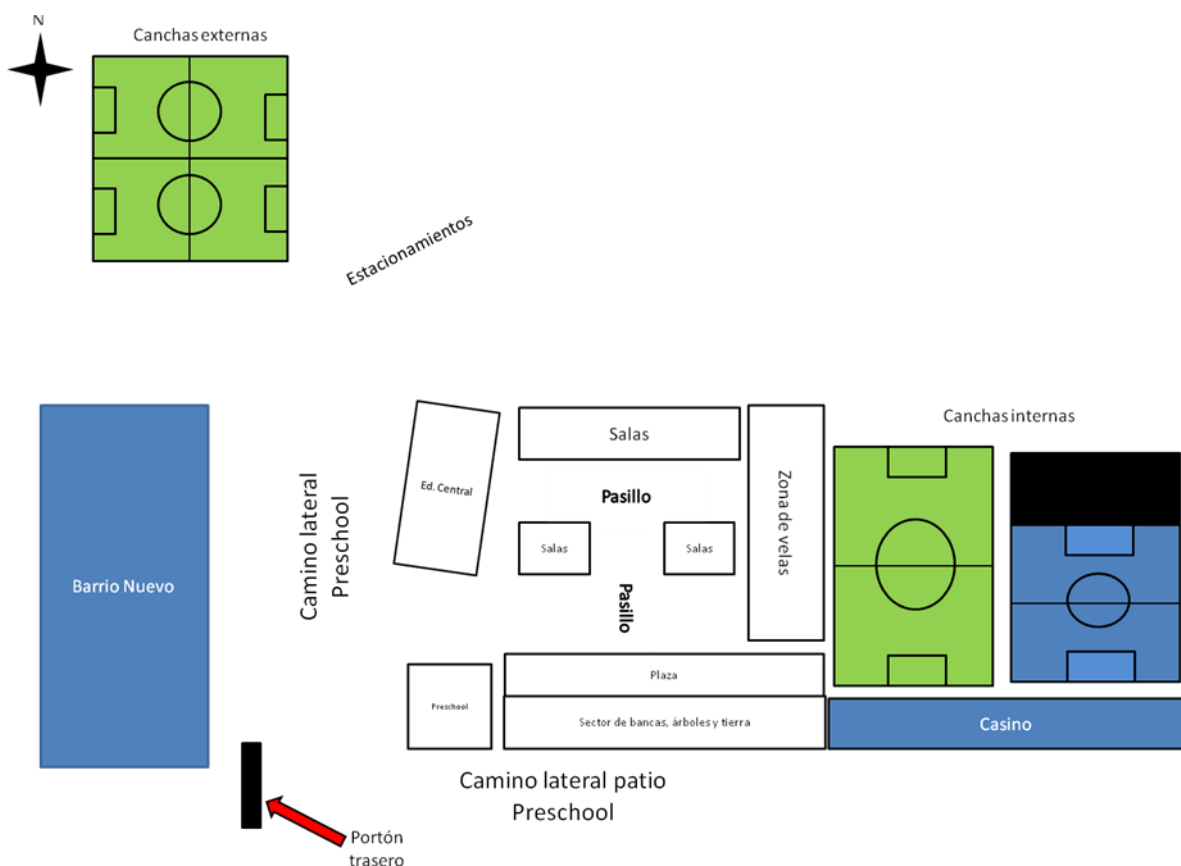 N
Canchas externas
Estacionamientos
Barrio Nuevo
Camino lateral
Preschool
Ed. Central
Salas
Pasillo
Salas
Salas
Pasillo
Zona de velas
Canchas internas
Preschool
Plaza
Sector de bancas, árboles y tierra
Casino
Camino lateral patio
Preschool
Portón
trasero